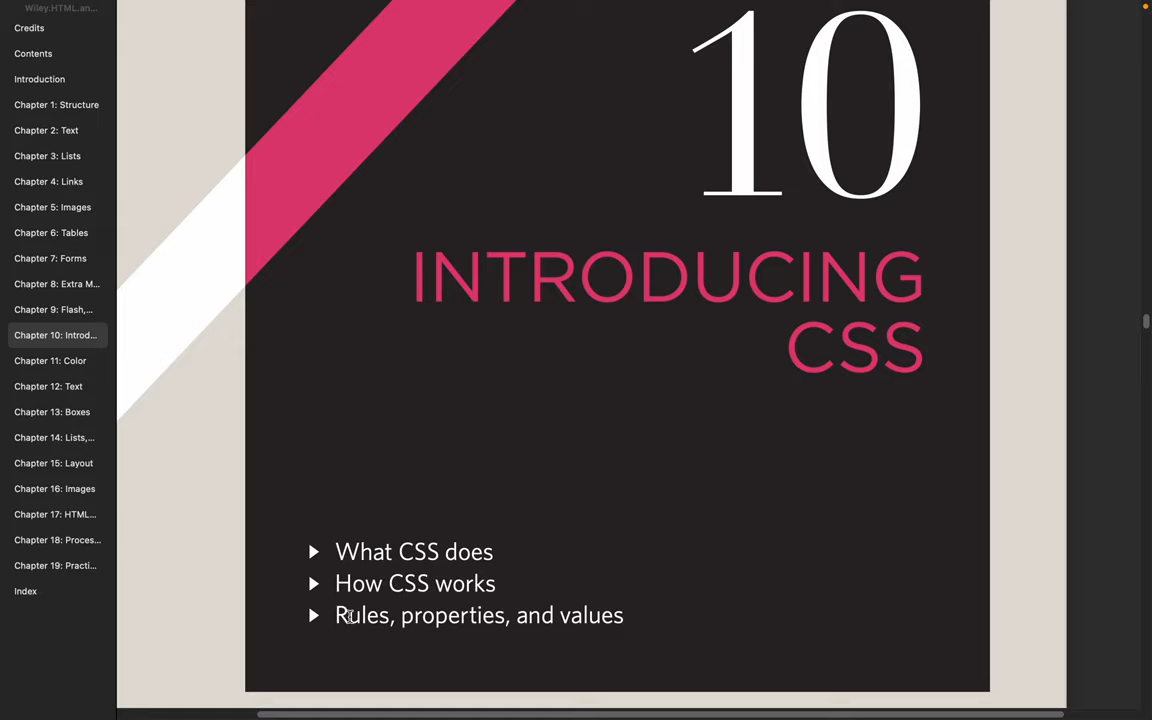 Wiley.HTML.an...
Credits
Contents
Introduction
Chapter 1: Structure
Chapter 2: Text
Chapter 3: Lists
Chapter 4: Links
Chapter 5: Images
Chapter 6: Tables
Chapter 7: Forms
Chapter 8: Extra M...
Chapter 9: Flash,...
Chapter 10: Introd...
Chapter 11: Color
Chapter 12: Text
Chapter 13: Boxes
Chapter 14: Lists,...
Chapter 15: Layout
Chapter 16: Images
Chapter 17: HTML...
Chapter 18: Proces...
Chapter 19: Practi...
Index
10
INTRODUCING
CSS
What CSS does
How CSS works
Rules, properties, and values